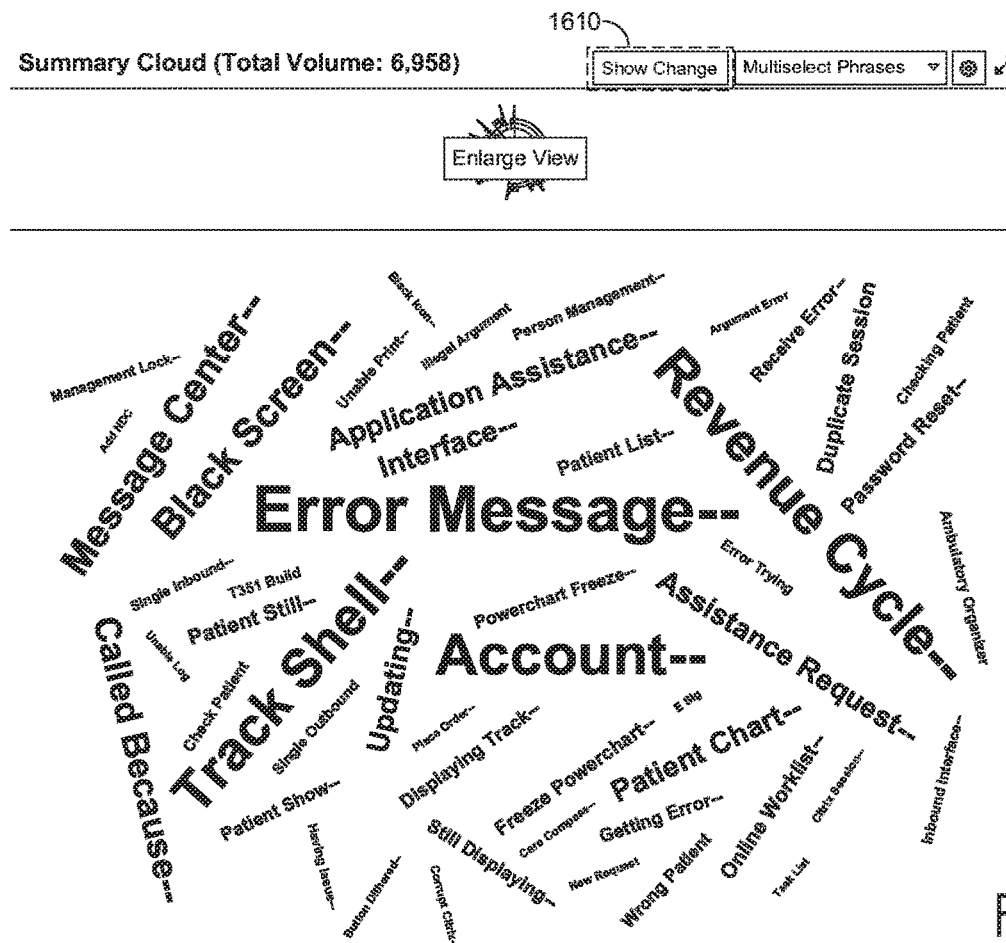 1610
Summary Cloud (Total Volume: 6,958)
Show Change
Multiselect Phrases
Enlarge View
Black Icon--
Management Lock--
Message Center--
Black Screen--
Unable Print--
Illegal Argument
Person Management--
Argument Error
Receive Error--
Duplicate Session
Checking Patient
Add NDC
Application Assistance--
Interface--
Patient List--
Revenue Cycle--
Password Reset--
Error Message--
Ambulatory Organizer
Single Inbound--
T351 Build
Patient Still--
Unable Log
Called Because--
Check Patient
Track Shell--
Single Outbound
Updating--
Powerchart Freeze--
Error Trying
Account--
Assistance Request--
Place Order--
Displaying Track--
E Sig
Freeze Powerchart--
Patient Chart--
Patient Show--
Having Issue--
Button Dithered--
Corrupt Citrix--
Still Displaying--
Care Compass--
Getting Error--
New Request
Wrong Patient
Online Worklist--
Citrix Session--
Task List
Inbound Interface--
F